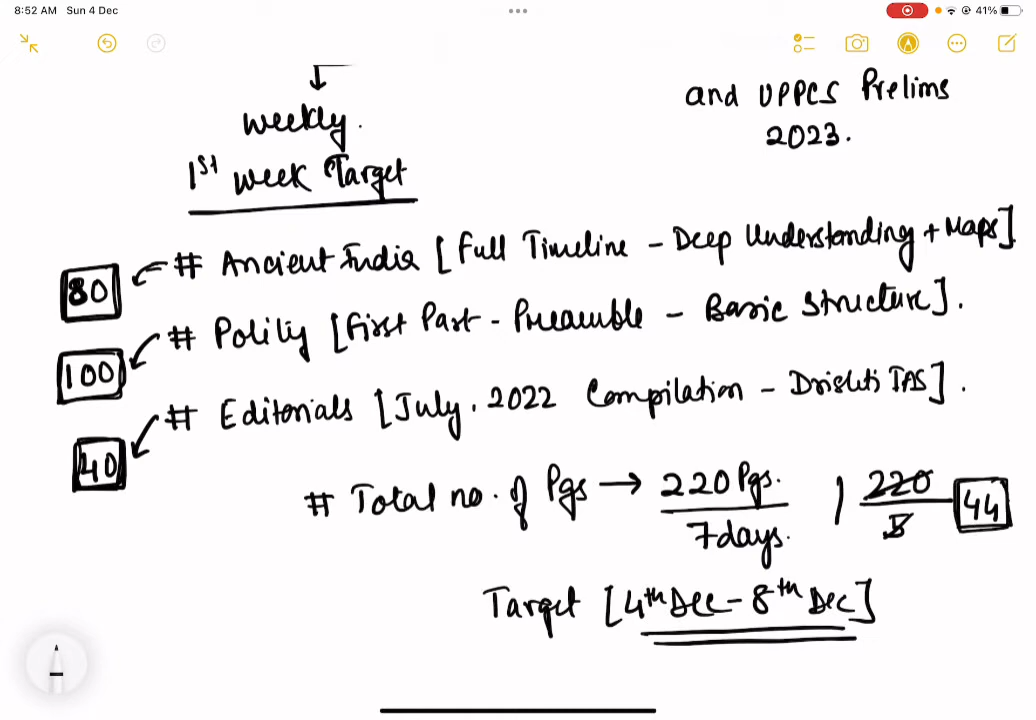 8:52 AM Sun 4 Dec
41%
weekly.
1st week Target
and UPPCS Prelims
2023.
80 # Ancient India [Full Timeline - Deep Understanding + Maps]
100 # Polity [First Part - Preamble - Basic Structure].
40 # Editorials [July, 2022 Compilation - Drishti IAS].
# Total no. of Pgs → 220 Pgs. | 220 44
7 days. 5
Target [4th Dec - 8th Dec]